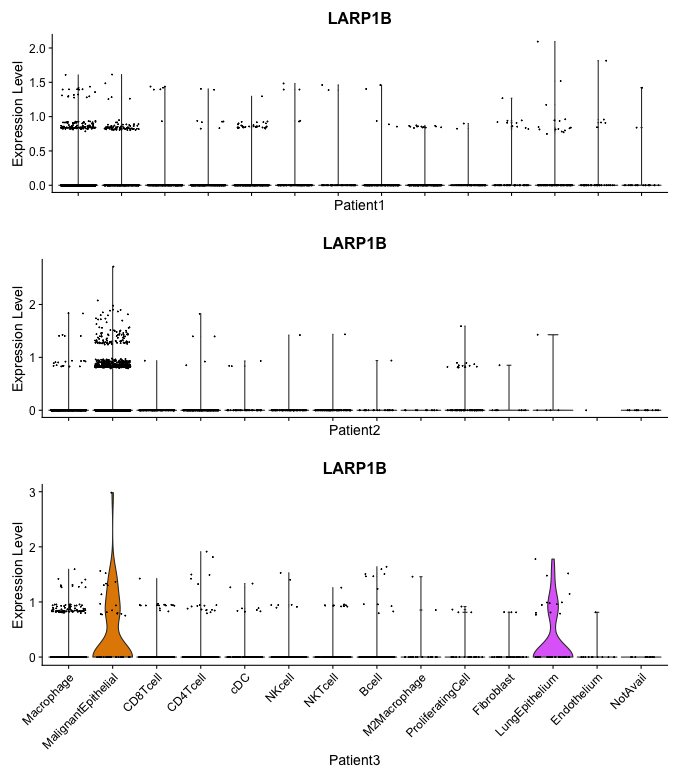 LARP1B
Expression Level
2.0
1.5
1.0
0.5
0.0
Patient1
LARP1B
Expression Level
2
1
0
Patient2
LARP1B
Expression Level
3
2
1
0
Macrophage
MalignantEpithelial
CD8Tcell
CD4Tcell
cDC
NKcell
NKTcell
Bcell
M2Macrophage
ProliferatingCell
Fibroblast
LungEpithelium
Endothelium
NotAvail
Patient3